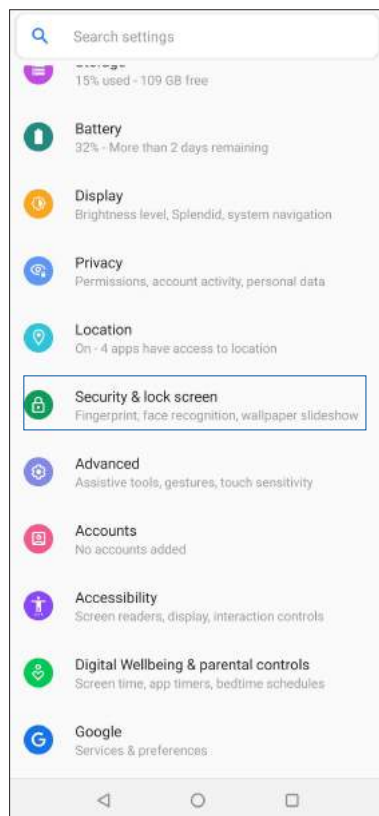 Search settings
15% used - 109 GB free
Battery
32% - More than 2 days remaining
Display
Brightness level, Splendid, system navigation
Privacy
Permissions, account activity, personal data
Location
On - 4 apps have access to location
Security & lock screen
Fingerprint, face recognition, wallpaper slideshow
Advanced
Assistive tools, gestures, touch sensitivity
Accounts
No accounts added
Accessibility
Screen readers, display, interaction controls
Digital Wellbeing & parental controls
Screen time, app timers, bedtime schedules
Google
Services & preferences